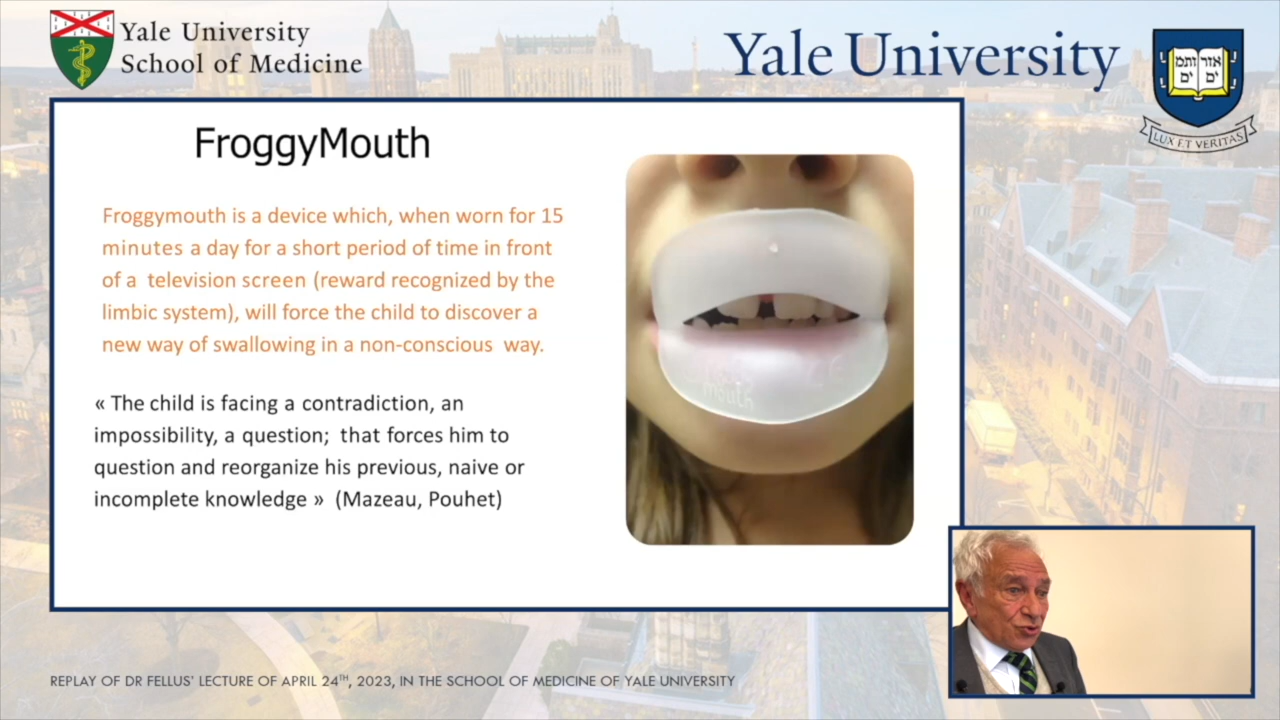 Yale University
School of Medicine
Yale University
אורים
ותמים
LUX ET VERITAS
FroggyMouth
Froggymouth is a device which, when worn for 15
minutes a day for a short period of time in front
of a television screen (reward recognized by the
limbic system), will force the child to discover a
new way of swallowing in a non-conscious way.
« The child is facing a contradiction, an
impossibility, a question; that forces him to
question and reorganize his previous, naive or
incomplete knowledge » (Mazeau, Pouhet)
mouth
REPLAY OF DR FELLUS' LECTURE OF APRIL 24TH, 2023, IN THE SCHOOL OF MEDICINE OF YALE UNIVERSITY